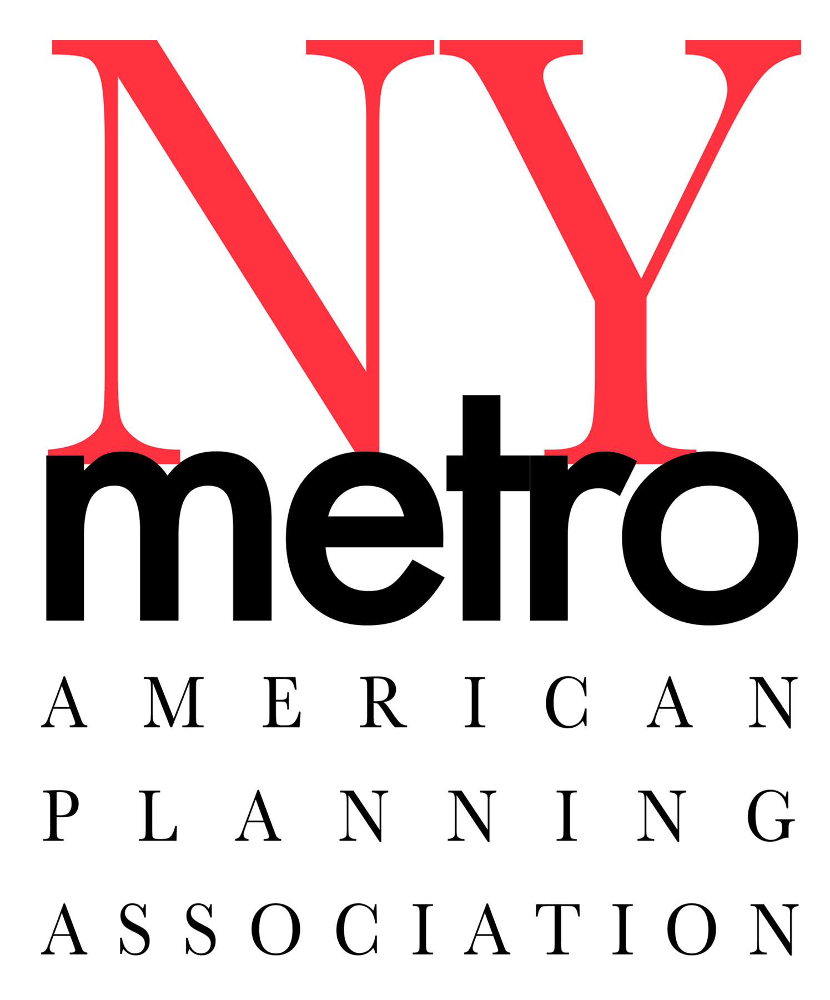 NY
metro
AMERICAN
PLANNING
ASSOCIATION